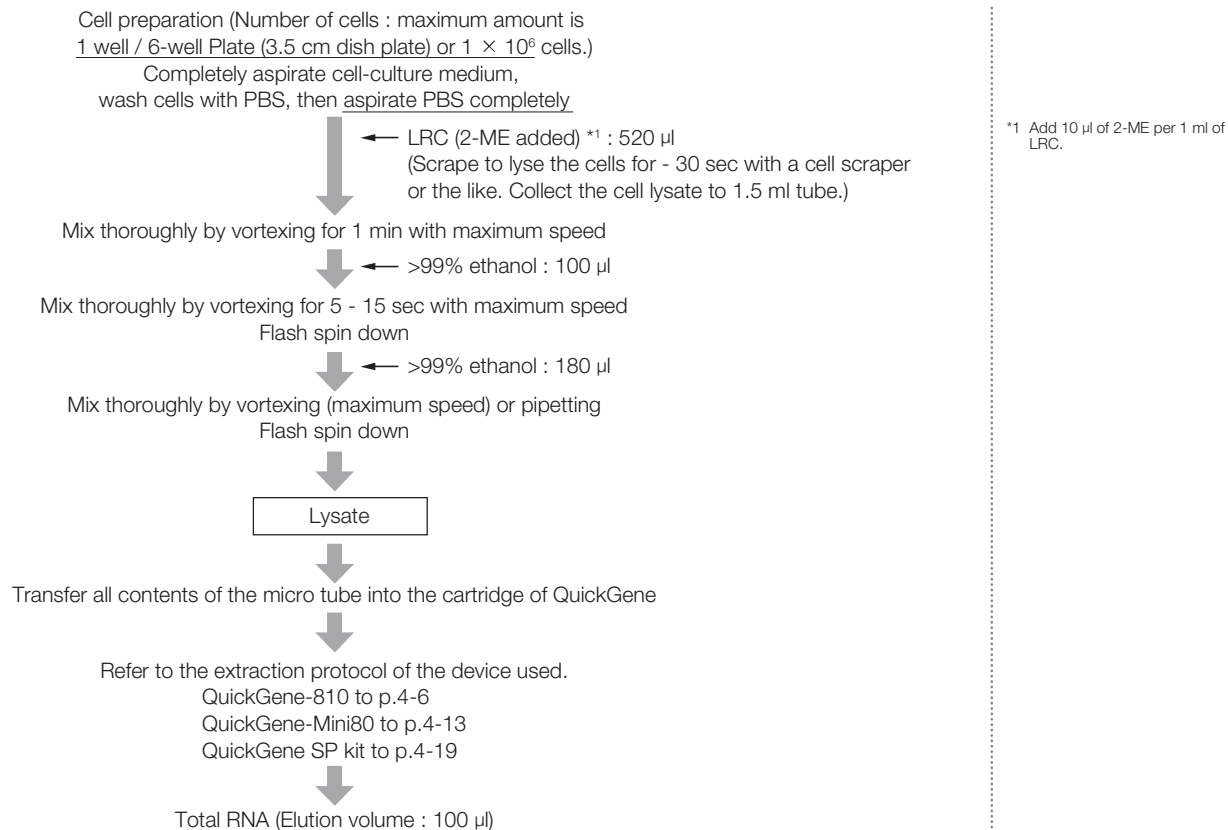 Cell preparation (Number of cells : maximum amount is
1 well / 6-well Plate (3.5 cm dish plate) or 1 × 10⁶ cells.)
Completely aspirate cell-culture medium,
wash cells with PBS, then aspirate PBS completely
LRC (2-ME added) *1 : 520 µl
(Scrape to lyse the cells for - 30 sec with a cell scraper
or the like. Collect the cell lysate to 1.5 ml tube.)
Mix thoroughly by vortexing for 1 min with maximum speed
>99% ethanol : 100 µl
Mix thoroughly by vortexing for 5 - 15 sec with maximum speed
Flash spin down
>99% ethanol : 180 µl
Mix thoroughly by vortexing (maximum speed) or pipetting
Flash spin down
Lysate
Transfer all contents of the micro tube into the cartridge of QuickGene
Refer to the extraction protocol of the device used.
QuickGene-810 to p.4-6
QuickGene-Mini80 to p.4-13
QuickGene SP kit to p.4-19
Total RNA (Elution volume : 100 µl)
*1 Add 10 µl of 2-ME per 1 ml of
LRC.